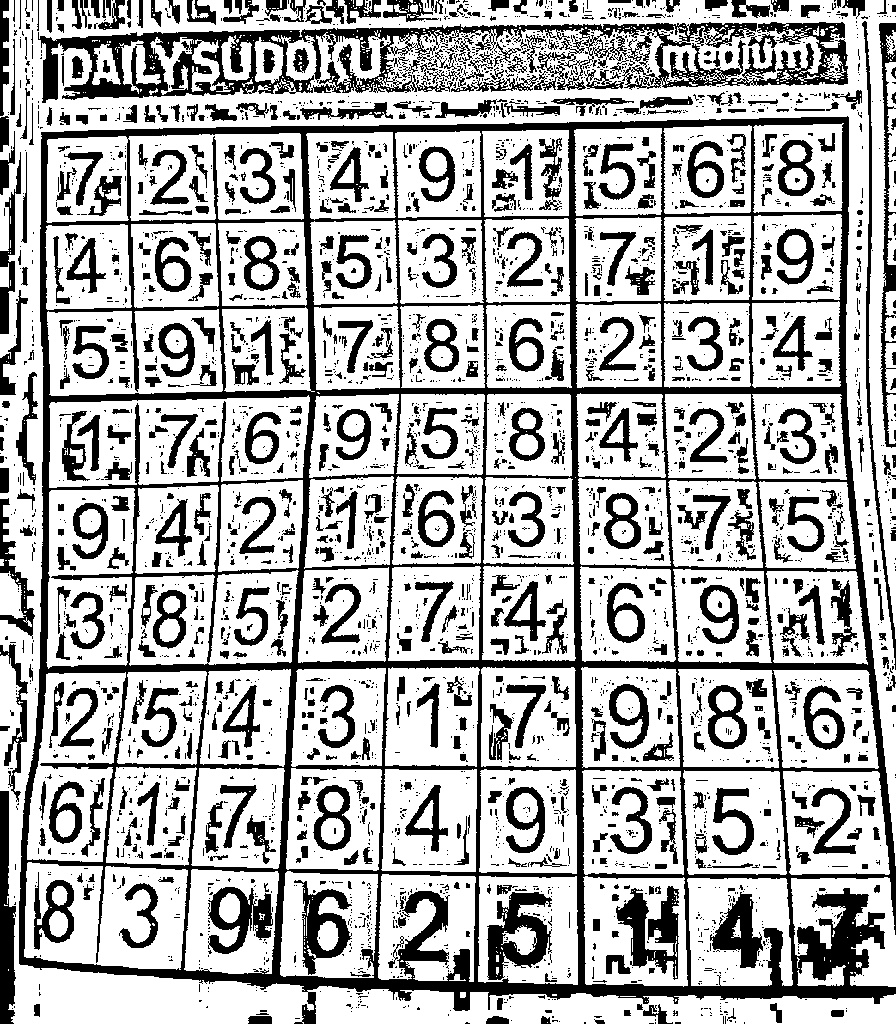 DAILY SUDOKU (medium)
7 2 3 4 9 1 5 6 8
4 6 8 5 3 2 7 1 9
5 9 1 7 8 6 2 3 4
1 7 6 9 5 8 4 2 3
9 4 2 1 6 3 8 7 5
3 8 5 2 7 4 6 9 1
2 5 4 3 1 7 9 8 6
6 1 7 8 4 9 3 5 2
8 3 9 6 2 5 1 4 7